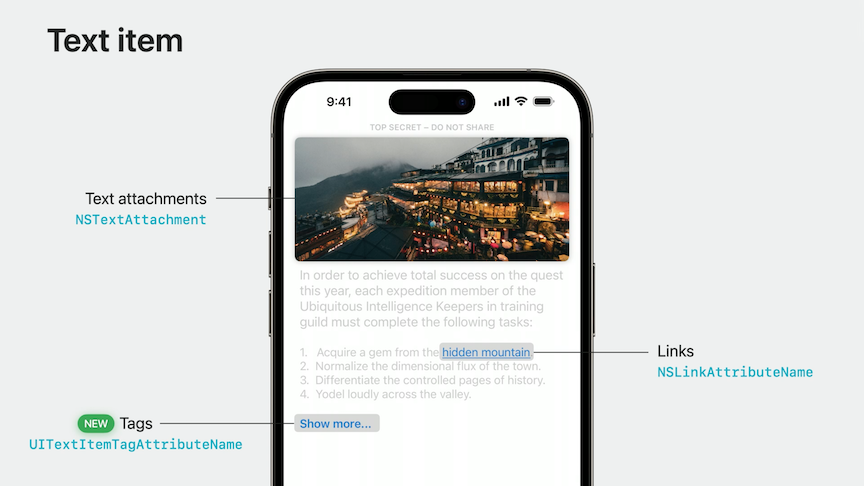 Text item
9:41
TOP SECRET – DO NOT SHARE
Text attachments
NSTextAttachment
In order to achieve total success on the quest
this year, each expedition member of the
Ubiquitous Intelligence Keepers in training
guild must complete the following tasks:
1. Acquire a gem from the hidden mountain.
2. Normalize the dimensional flux of the town.
3. Differentiate the controlled pages of history.
4. Yodel loudly across the valley.
Links
NSLinkAttributeName
NEW Tags
UITextItemTagAttributeName
Show more...